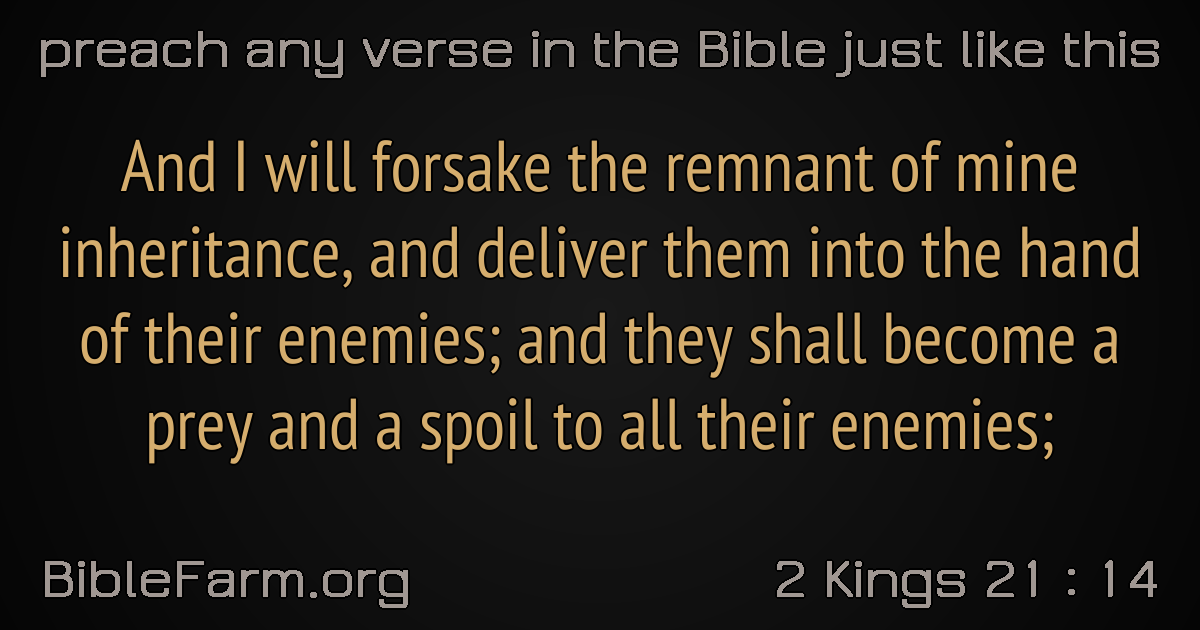 preach any verse in the Bible just like this
And I will forsake the remnant of mine
inheritance, and deliver them into the hand
of their enemies; and they shall become a
prey and a spoil to all their enemies;
BibleFarm.org
2 Kings 21 : 14